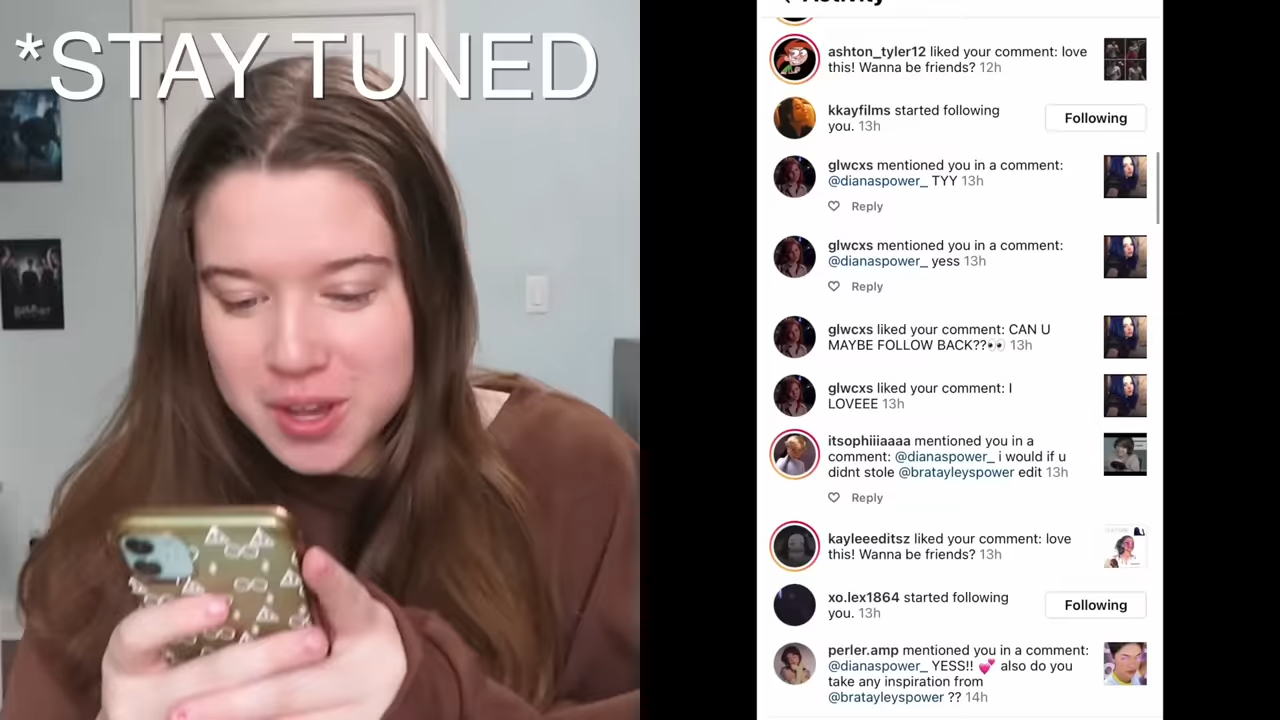 *STAY TUNED
Activity
ashton_tyler12 liked your comment: love
this! Wanna be friends? 12h
kkayfilms started following
you. 13h
Following
glwcxs mentioned you in a comment:
@dianaspower_ TYY 13h
Reply
glwcxs mentioned you in a comment:
@dianaspower_ yess 13h
Reply
glwcxs liked your comment: CAN U
MAYBE FOLLOW BACK??👀 13h
glwcxs liked your comment: I
LOVEEE 13h
itsophiiiaaaa mentioned you in a
comment: @dianaspower_ i would if u
didnt stole @bratayleyspower edit 13h
Reply
kayleeeditsz liked your comment: love
this! Wanna be friends? 13h
xo.lex1864 started following
you. 13h
Following
perler.amp mentioned you in a comment:
@dianaspower_ YESS!! 💕 also do you
take any inspiration from
@bratayleyspower ?? 14h